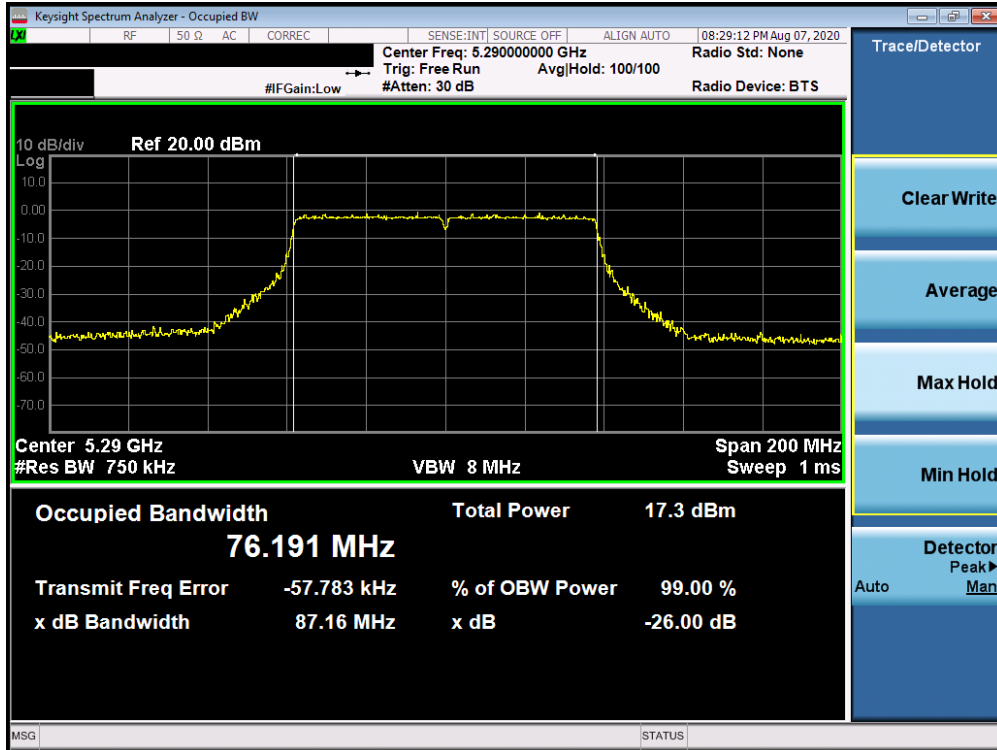 Keysight Spectrum Analyzer - Occupied BW
LXI RF 50 Ω AC CORREC SENSE:INT SOURCE OFF ALIGN AUTO 08:29:12 PM Aug 07, 2020
Center Freq: 5.290000000 GHz Radio Std: None
Trig: Free Run Avg|Hold: 100/100
#IFGain:Low #Atten: 30 dB Radio Device: BTS
Trace/Detector
10 dB/div Ref 20.00 dBm
Log
10.0
0.00
-10.0
-20.0
-30.0
-40.0
-50.0
-60.0
-70.0
Center 5.29 GHz Span 200 MHz
#Res BW 750 kHz VBW 8 MHz Sweep 1 ms
Occupied Bandwidth Total Power 17.3 dBm
76.191 MHz
Transmit Freq Error -57.783 kHz % of OBW Power 99.00 %
x dB Bandwidth 87.16 MHz x dB -26.00 dB
Clear Write
Average
Max Hold
Min Hold
Detector
Peak▶
Auto Man
MSG STATUS